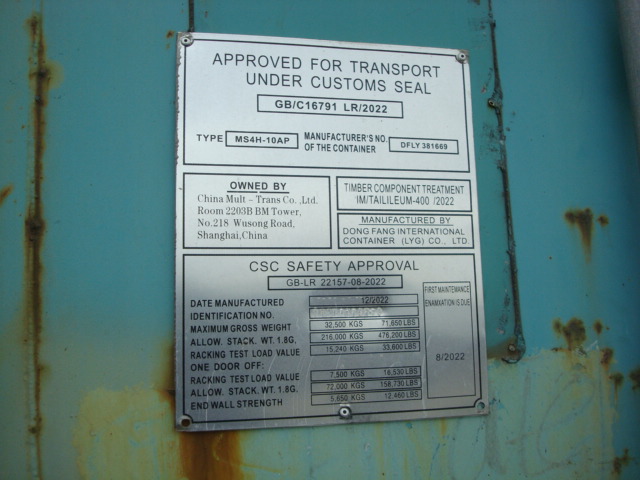 APPROVED FOR TRANSPORT
UNDER CUSTOMS SEAL
GB/C16791 LR/2022
TYPE MS4H-10AP MANUFACTURER'S NO. OF THE CONTAINER DFLY 381669
OWNED BY
China Mult - Trans Co. ,Ltd.
Room 2203B BM Tower,
No.218 Wusong Road,
Shanghai,China
TIMBER COMPONENT TREATMENT
IM/TAILILEUM-400 /2022
MANUFACTURED BY
DONG FANG INTERNATIONAL
CONTAINER (LYG) CO., LTD.
CSC SAFETY APPROVAL
GB-LR 22157-08-2022
DATE MANUFACTURED 12/2022
IDENTIFICATION NO.
MAXIMUM GROSS WEIGHT 32,500 KGS 71,650 LBS
ALLOW. STACK. WT. 1.8G. 216,000 KGS 476,200 LBS
RACKING TEST LOAD VALUE 15,240 KGS 33,600 LBS
ONE DOOR OFF:
RACKING TEST LOAD VALUE 7,500 KGS 16,530 LBS
ALLOW. STACK. WT. 1.8G. 72,000 KGS 158,730 LBS
END WALL STRENGTH 5,650 KGS 12,460 LBS
FIRST MAINTEMANCE
ENAMXATION IS DUE
8/2022